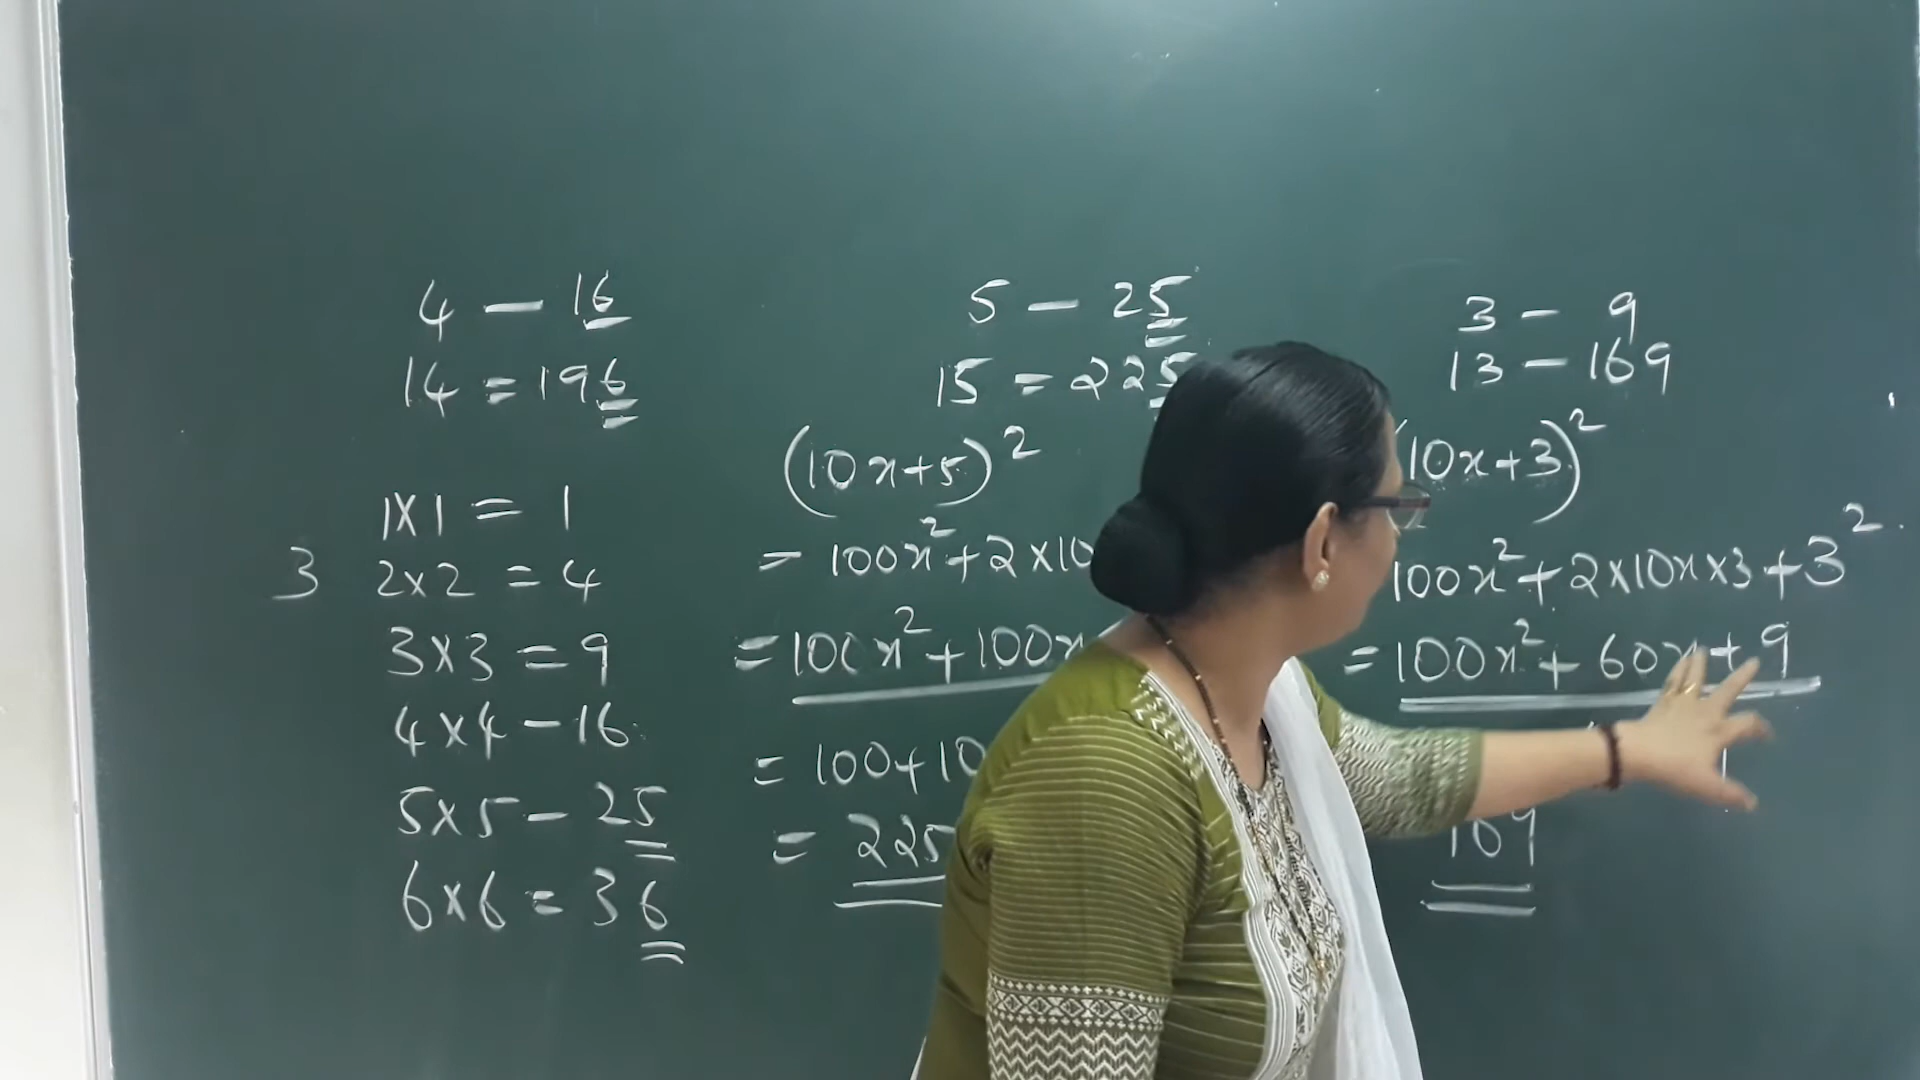 4 — 16
14 = 196
1×1 = 1
3 2×2 = 4
3×3 = 9
4×4 – 16
5×5 – 25
6×6 = 36
5 – 25
15 = 225
(10x+5)²
= 100x²+2×10
= 100x²+100x
= 100+10
= 225
3 – 9
13 – 169
(10x+3)²
100x²+2×10x×3+3²
= 100x²+60x+9
169